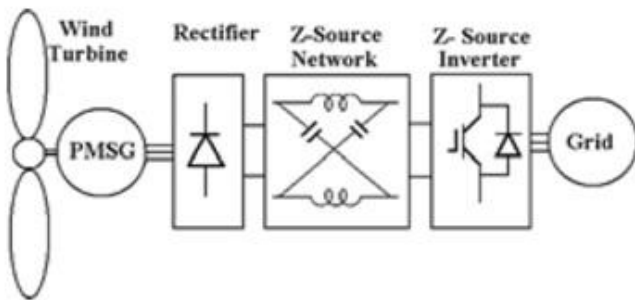 Wind
Turbine
PMSG
Rectifier
Z-Source
Network
Z- Source
Inverter
Grid